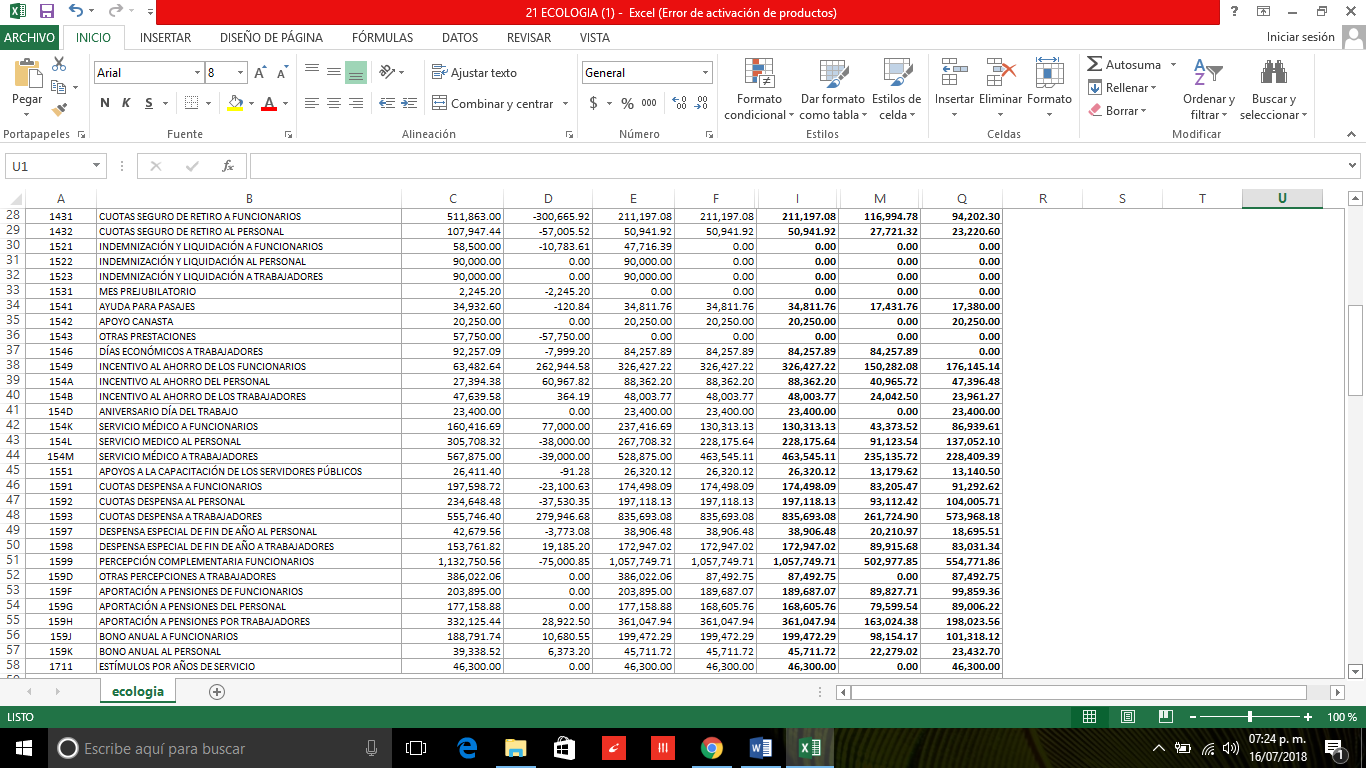 21 ECOLOGIA (1) - Excel (Error de activación de productos)
ARCHIVO INICIO INSERTAR DISEÑO DE PÁGINA FÓRMULAS DATOS REVISAR VISTA Iniciar sesión
Pegar Arial 8 Ajustar texto General Formato condicional Dar formato como tabla Estilos de celda Insertar Eliminar Formato Autosuma Rellenar Borrar Ordenar y filtrar Buscar y seleccionar
N K S Combinar y centrar $ % 000
Portapapeles Fuente Alineación Número Estilos Celdas Modificar
U1 fx
A B C D E F I M Q R S T U
28 1431 CUOTAS SEGURO DE RETIRO A FUNCIONARIOS 511,863.00 -300,665.92 211,197.08 211,197.08 211,197.08 116,994.78 94,202.30
29 1432 CUOTAS SEGURO DE RETIRO AL PERSONAL 107,947.44 -57,005.52 50,941.92 50,941.92 50,941.92 27,721.32 23,220.60
30 1521 INDEMNIZACIÓN Y LIQUIDACIÓN A FUNCIONARIOS 58,500.00 -10,783.61 47,716.39 0.00 0.00 0.00 0.00
31 1522 INDEMNIZACIÓN Y LIQUIDACIÓN AL PERSONAL 90,000.00 0.00 90,000.00 0.00 0.00 0.00 0.00
32 1523 INDEMNIZACIÓN Y LIQUIDACIÓN A TRABAJADORES 90,000.00 0.00 90,000.00 0.00 0.00 0.00 0.00
33 1531 MES PREJUBILATORIO 2,245.20 -2,245.20 0.00 0.00 0.00 0.00 0.00
34 1541 AYUDA PARA PASAJES 34,932.60 -120.84 34,811.76 34,811.76 34,811.76 17,431.76 17,380.00
35 1542 APOYO CANASTA 20,250.00 0.00 20,250.00 20,250.00 20,250.00 0.00 20,250.00
36 1543 OTRAS PRESTACIONES 57,750.00 -57,750.00 0.00 0.00 0.00 0.00 0.00
37 1546 DÍAS ECONÓMICOS A TRABAJADORES 92,257.09 -7,999.20 84,257.89 84,257.89 84,257.89 84,257.89 0.00
38 1549 INCENTIVO AL AHORRO DE LOS FUNCIONARIOS 63,482.64 262,944.58 326,427.22 326,427.22 326,427.22 150,282.08 176,145.14
39 154A INCENTIVO AL AHORRO DEL PERSONAL 27,394.38 60,967.82 88,362.20 88,362.20 88,362.20 40,965.72 47,396.48
40 154B INCENTIVO AL AHORRO DE LOS TRABAJADORES 47,639.58 364.19 48,003.77 48,003.77 48,003.77 24,042.50 23,961.27
41 154D ANIVERSARIO DÍA DEL TRABAJO 23,400.00 0.00 23,400.00 23,400.00 23,400.00 0.00 23,400.00
42 154K SERVICIO MÉDICO A FUNCIONARIOS 160,416.69 77,000.00 237,416.69 130,313.13 130,313.13 43,373.52 86,939.61
43 154L SERVICIO MEDICO AL PERSONAL 305,708.32 -38,000.00 267,708.32 228,175.64 228,175.64 91,123.54 137,052.10
44 154M SERVICIO MÉDICO A TRABAJADORES 567,875.00 -39,000.00 528,875.00 463,545.11 463,545.11 235,135.72 228,409.39
45 1551 APOYOS A LA CAPACITACIÓN DE LOS SERVIDORES PÚBLICOS 26,411.40 -91.28 26,320.12 26,320.12 26,320.12 13,179.62 13,140.50
46 1591 CUOTAS DESPENSA A FUNCIONARIOS 197,598.72 -23,100.63 174,498.09 174,498.09 174,498.09 83,205.47 91,292.62
47 1592 CUOTAS DESPENSA AL PERSONAL 234,648.48 -37,530.35 197,118.13 197,118.13 197,118.13 93,112.42 104,005.71
48 1593 CUOTAS DESPENSA A TRABAJADORES 555,746.40 279,946.68 835,693.08 835,693.08 835,693.08 261,724.90 573,968.18
49 1597 DESPENSA ESPECIAL DE FIN DE AÑO AL PERSONAL 42,679.56 -3,773.08 38,906.48 38,906.48 38,906.48 20,210.97 18,695.51
50 1598 DESPENSA ESPECIAL DE FIN DE AÑO A TRABAJADORES 153,761.82 19,185.20 172,947.02 172,947.02 172,947.02 89,915.68 83,031.34
51 1599 PERCEPCIÓN COMPLEMENTARIA FUNCIONARIOS 1,132,750.56 -75,000.85 1,057,749.71 1,057,749.71 1,057,749.71 502,977.85 554,771.86
52 159D OTRAS PERCEPCIONES A TRABAJADORES 386,022.06 0.00 386,022.06 87,492.75 87,492.75 0.00 87,492.75
53 159F APORTACIÓN A PENSIONES DE FUNCIONARIOS 203,895.00 0.00 203,895.00 189,687.07 189,687.07 89,827.71 99,859.36
54 159G APORTACIÓN A PENSIONES DEL PERSONAL 177,158.88 0.00 177,158.88 168,605.76 168,605.76 79,599.54 89,006.22
55 159H APORTACIÓN A PENSIONES POR TRABAJADORES 332,125.44 28,922.50 361,047.94 361,047.94 361,047.94 163,024.38 198,023.56
56 159J BONO ANUAL A FUNCIONARIOS 188,791.74 10,680.55 199,472.29 199,472.29 199,472.29 98,154.17 101,318.12
57 159K BONO ANUAL AL PERSONAL 39,338.52 6,373.20 45,711.72 45,711.72 45,711.72 22,279.02 23,432.70
58 1711 ESTÍMULOS POR AÑOS DE SERVICIO 46,300.00 0.00 46,300.00 46,300.00 46,300.00 0.00 46,300.00
ecologia
LISTO 100 %
Escribe aquí para buscar 07:24 p. m.
16/07/2018